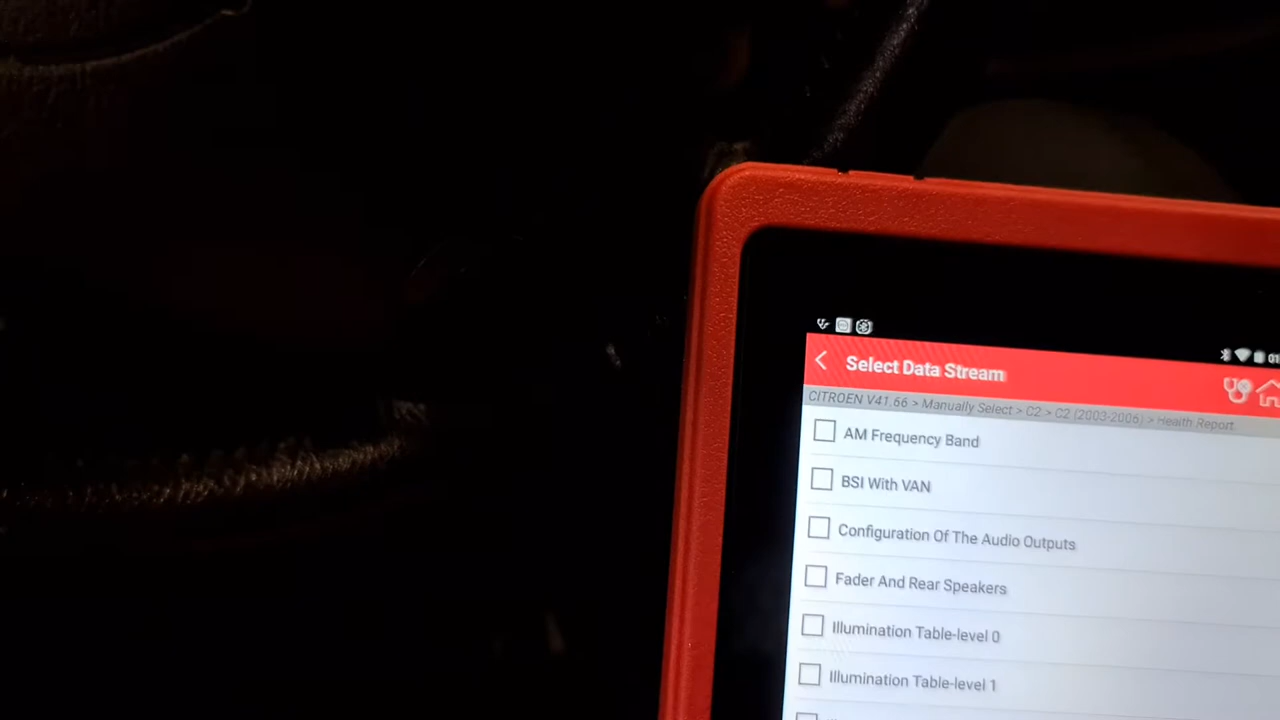 01
Select Data Stream
CITROEN V41.66 > Manually Select > C2 > C2 (2003-2006) > Health Report
AM Frequency Band
BSI With VAN
Configuration Of The Audio Outputs
Fader And Rear Speakers
Illumination Table-level 0
Illumination Table-level 1